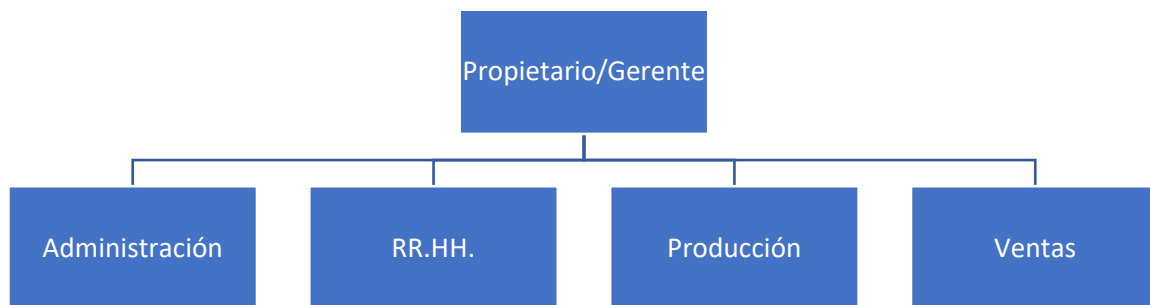 Propietario/Gerente
Administración
RR.HH.
Producción
Ventas